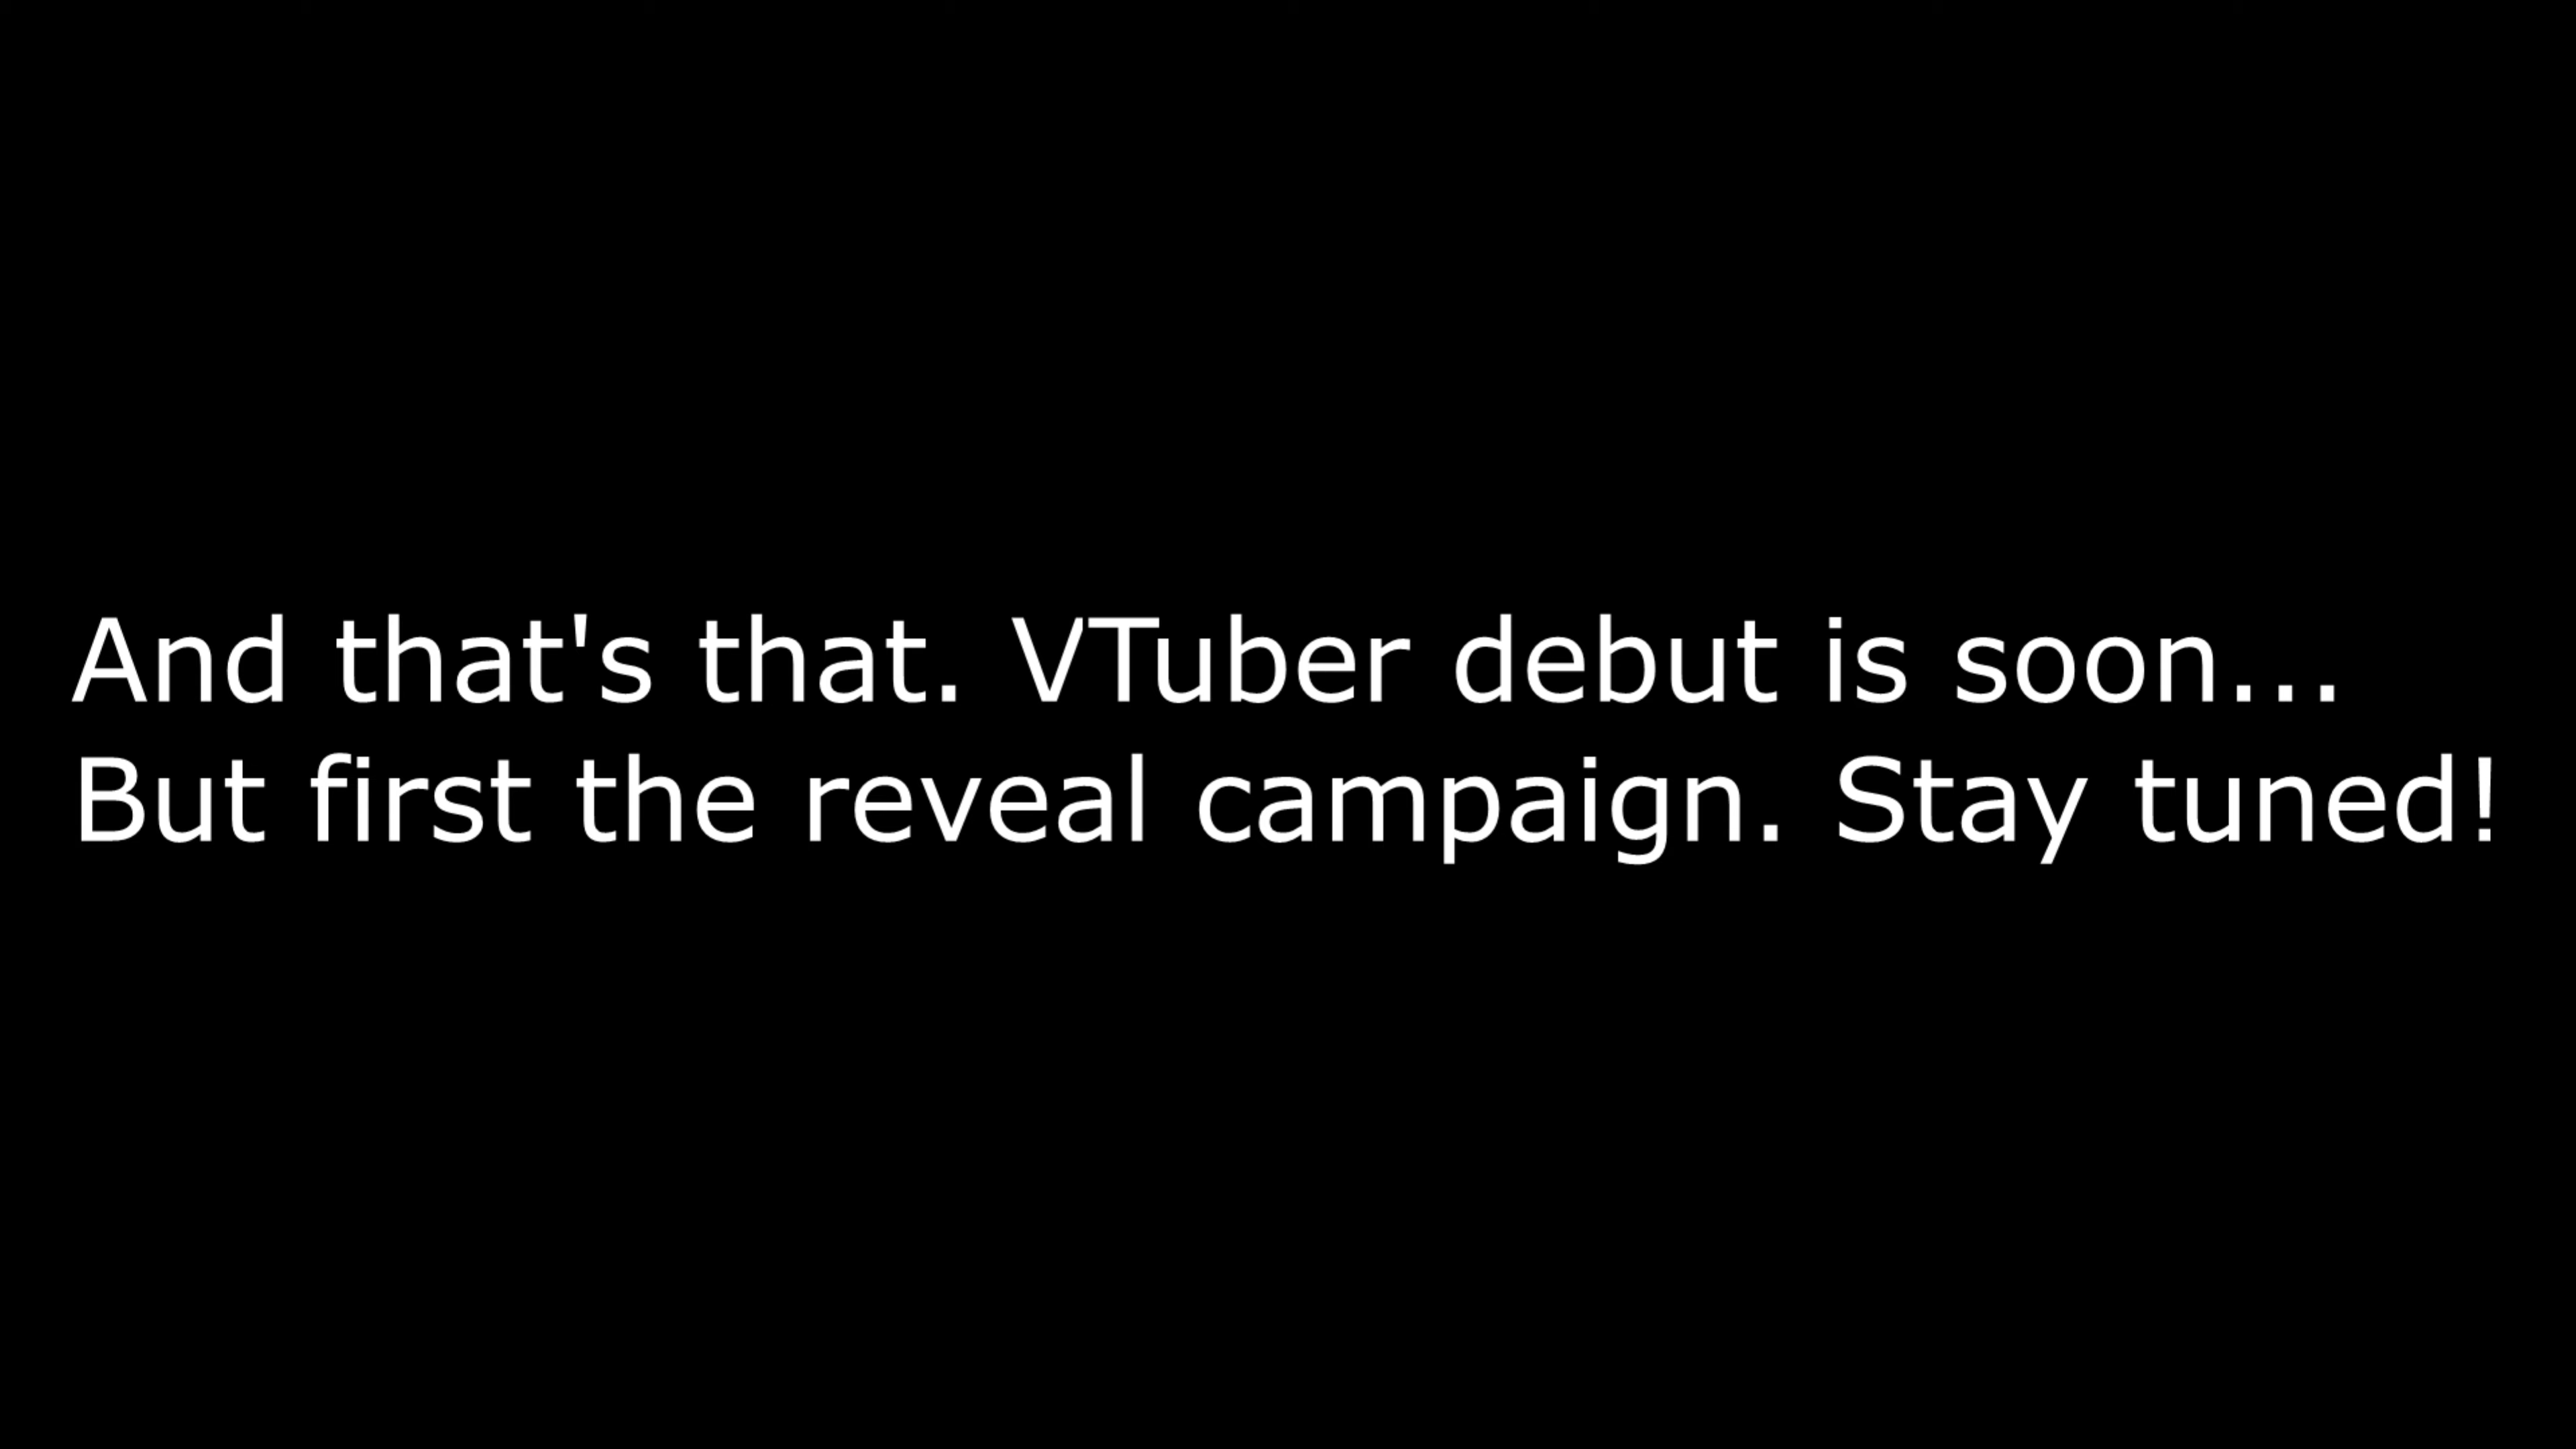 And that's that. VTuber debut is soon...
But first the reveal campaign. Stay tuned!